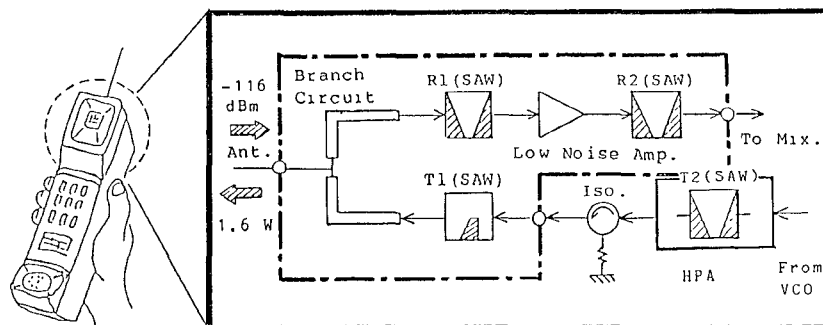 -116
dBm
Ant.
1.6 W
Branch
Circuit
R1(SAW)
R2(SAW)
Low Noise Amp.
To Mix.
T1(SAW)
Iso.
T2(SAW)
HPA
From
VCO